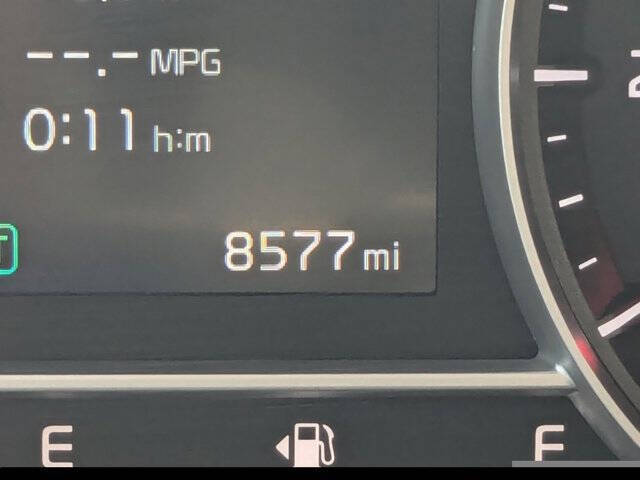 --.- MPG
0:11 h:m
8577 mi
E F